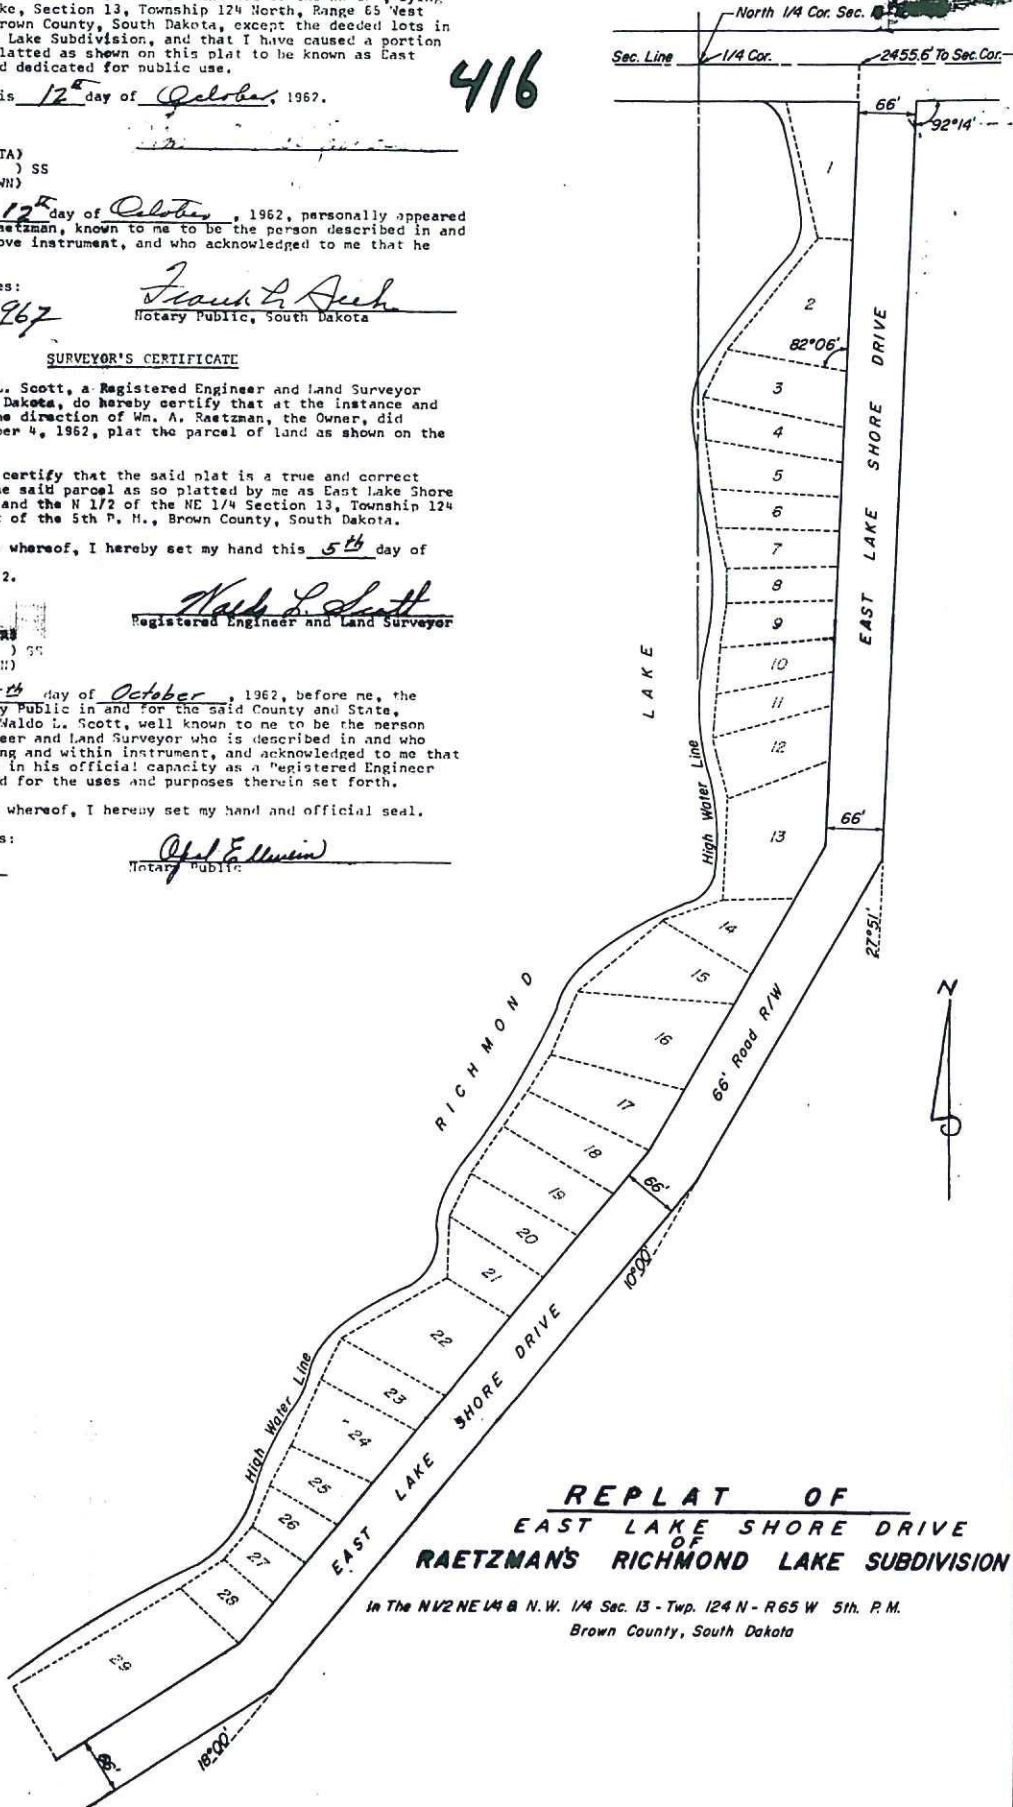 ke, Section 13, Township 124 North, Range 65 West
rown County, South Dakota, except the deeded lots in
Lake Subdivision, and that I have caused a portion
latted as shown on this plat to be known as East
d dedicated for public use.
is 12th day of October, 1962.
416
TA)
) SS
WN)
12th day of October, 1962, personally appeared
aetzman, known to me to be the person described in and
ove instrument, and who acknowledged to me that he
es:
967
Notary Public, South Dakota
SURVEYOR'S CERTIFICATE
L. Scott, a Registered Engineer and Land Surveyor
Dakota, do hereby certify that at the instance and
e direction of Wm. A. Raetzman, the Owner, did
ber 4, 1962, plat the parcel of land as shown on the
certify that the said plat is a true and correct
e said parcel as so platted by me as East Lake Shore
and the N 1/2 of the NE 1/4 Section 13, Township 124
t of the 5th P. M., Brown County, South Dakota.
whereof, I hereby set my hand this 5th day of
2.
Waldo L. Scott
Registered Engineer and Land Surveyor
) SS
N)
th day of October, 1962, before me, the
y Public in and for the said County and State,
Waldo L. Scott, well known to me to be the person
eer and Land Surveyor who is described in and who
ng and within instrument, and acknowledged to me that
in his official capacity as a Registered Engineer
d for the uses and purposes therein set forth.
whereof, I hereby set my hand and official seal.
s:
Opal Ellwein
Notary Public
North 1/4 Cor. Sec.
Sec. Line
1/4 Cor.
2455.6' To Sec. Cor.
66'
92°14'
1
2
82°06'
3
4
5
6
7
8
9
10
11
12
13
EAST LAKE SHORE DRIVE
LAKE
High Water Line
66'
27°51'
14
15
16
17
18
19
20
21
22
23
24
25
26
27
28
29
RICHMOND
66' Road R/W
N
66'
10°00'
High Water Line
EAST LAKE SHORE DRIVE
66'
18°00'
REPLAT OF
EAST LAKE SHORE DRIVE
OF
RAETZMAN'S RICHMOND LAKE SUBDIVISION
In The N1/2 NE 1/4 & N.W. 1/4 Sec. 13 - Twp. 124 N - R65 W 5th. P.M.
Brown County, South Dakota